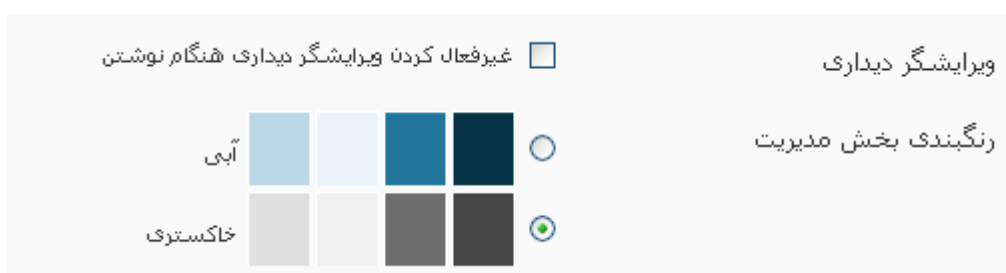 ویرایشگر دیداری
غیرفعال کردن ویرایشگر دیداری هنگام نوشتن
رنگبندی بخش مدیریت
آبی
خاکستری